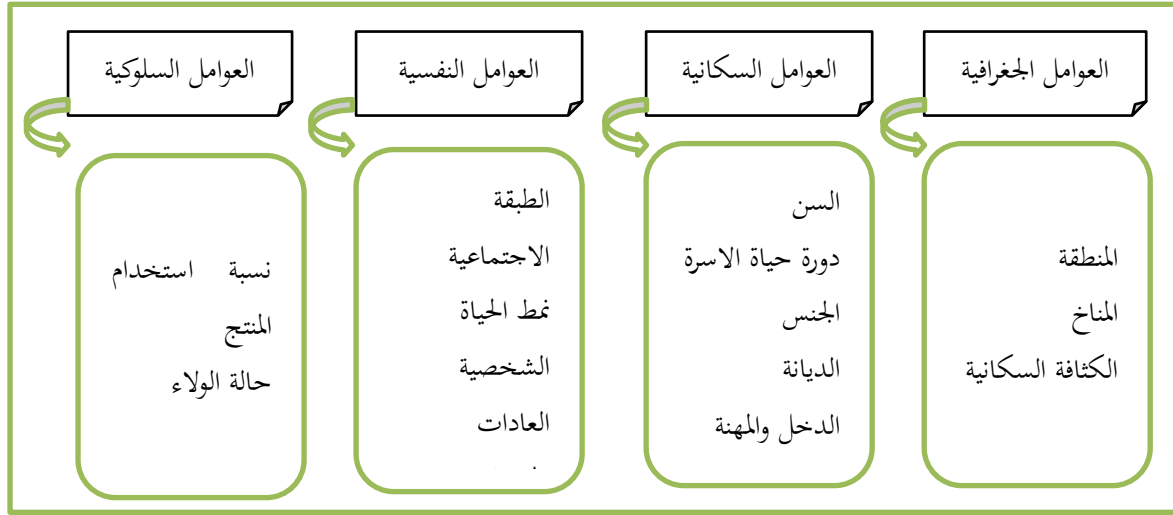 العوامل الجغرافية
المنطقة
المناخ
الكثافة السكانية
العوامل السكانية
السن
دورة حياة الاسرة
الجنس
الديانة
الدخل والمهنة
العوامل النفسية
الطبقة
الاجتماعية
نمط الحياة
الشخصية
العادات
العوامل السلوكية
نسبة استخدام
المنتج
حالة الولاء